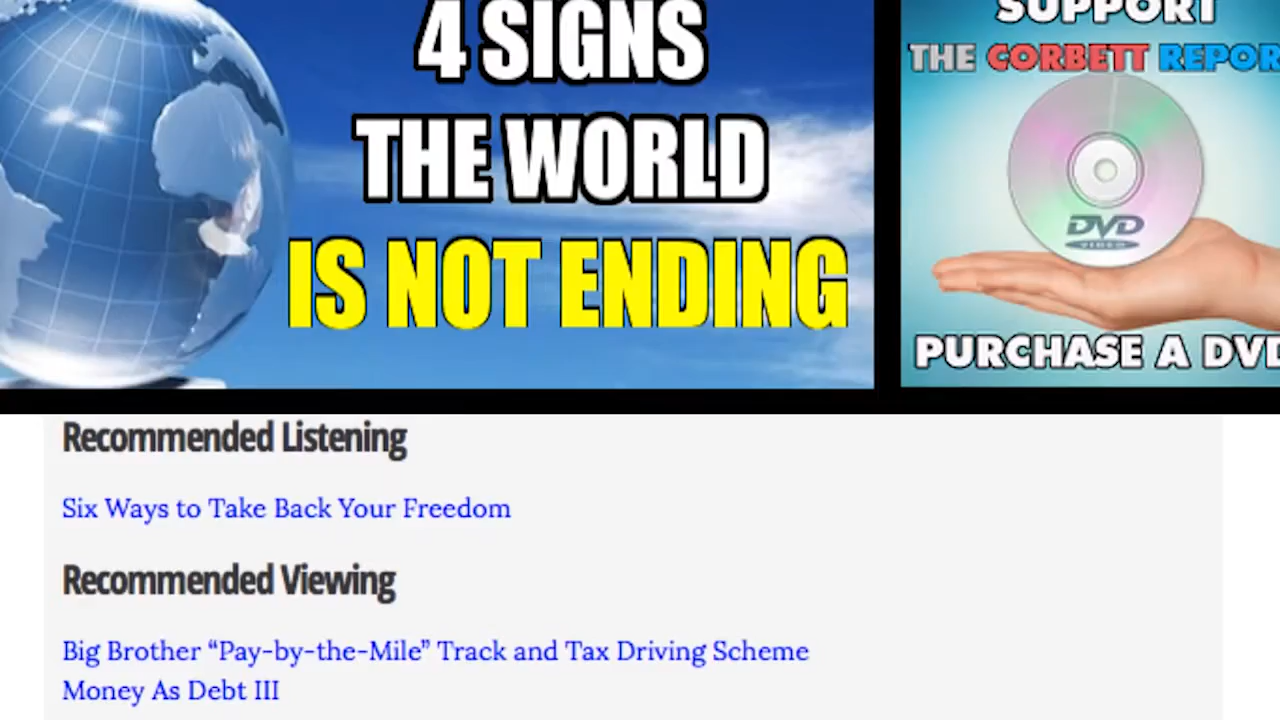 4 SIGNS
THE WORLD
IS NOT ENDING
SUPPORT
THE CORBETT REPOR
DVD
VIDEO
PURCHASE A DVD
Recommended Listening
Six Ways to Take Back Your Freedom
Recommended Viewing
Big Brother “Pay-by-the-Mile” Track and Tax Driving Scheme
Money As Debt III